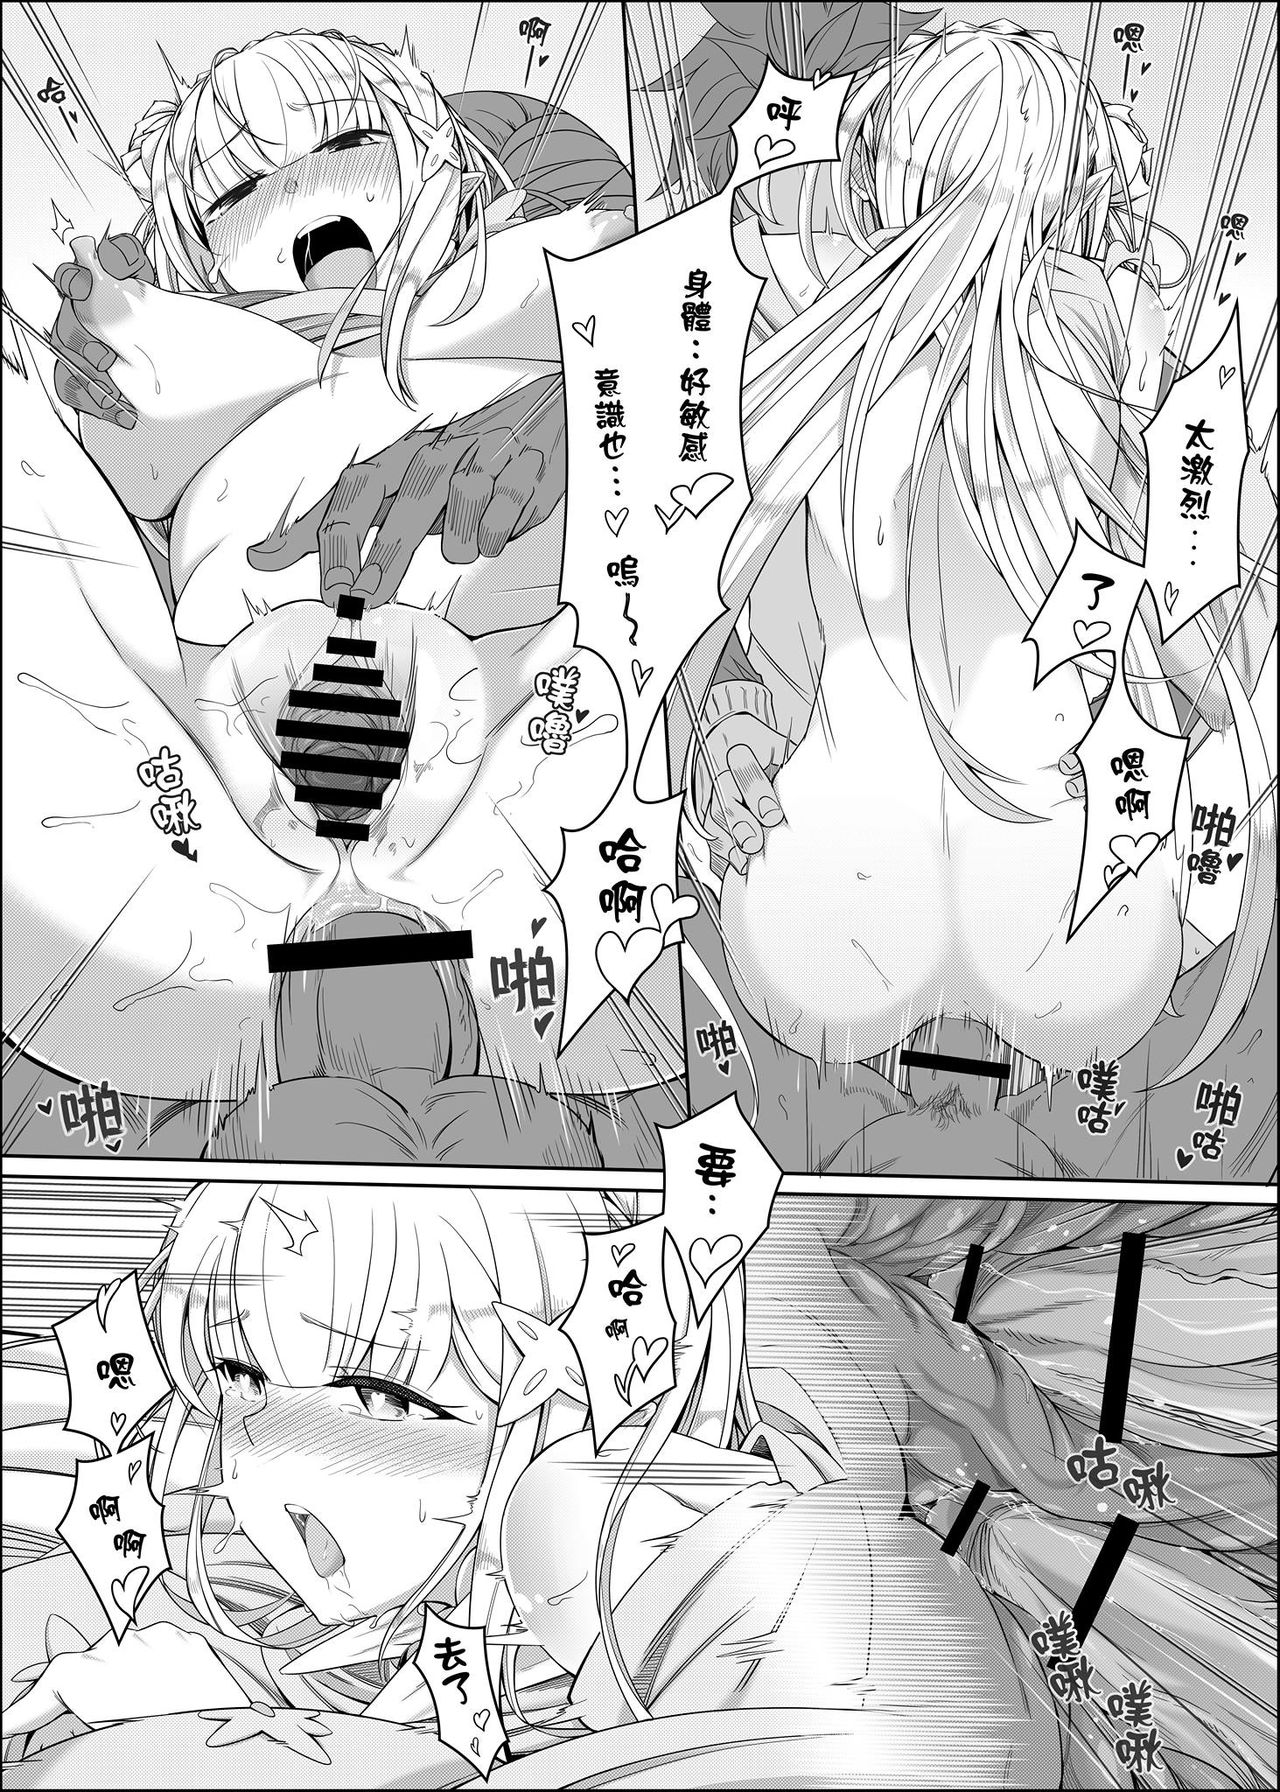 嗯—
嗯—
呼
太激烈…
了
嗯啊
啪嚕
啪
噗咕
啪咕
啊—
哈—
身體…好敏感
意識也…
嗚～
噗嚕
咕啾
哈啊
啪
啪
要…
哈啊
嗯
啊啊
去了
咕啾
噗啾
噗啾